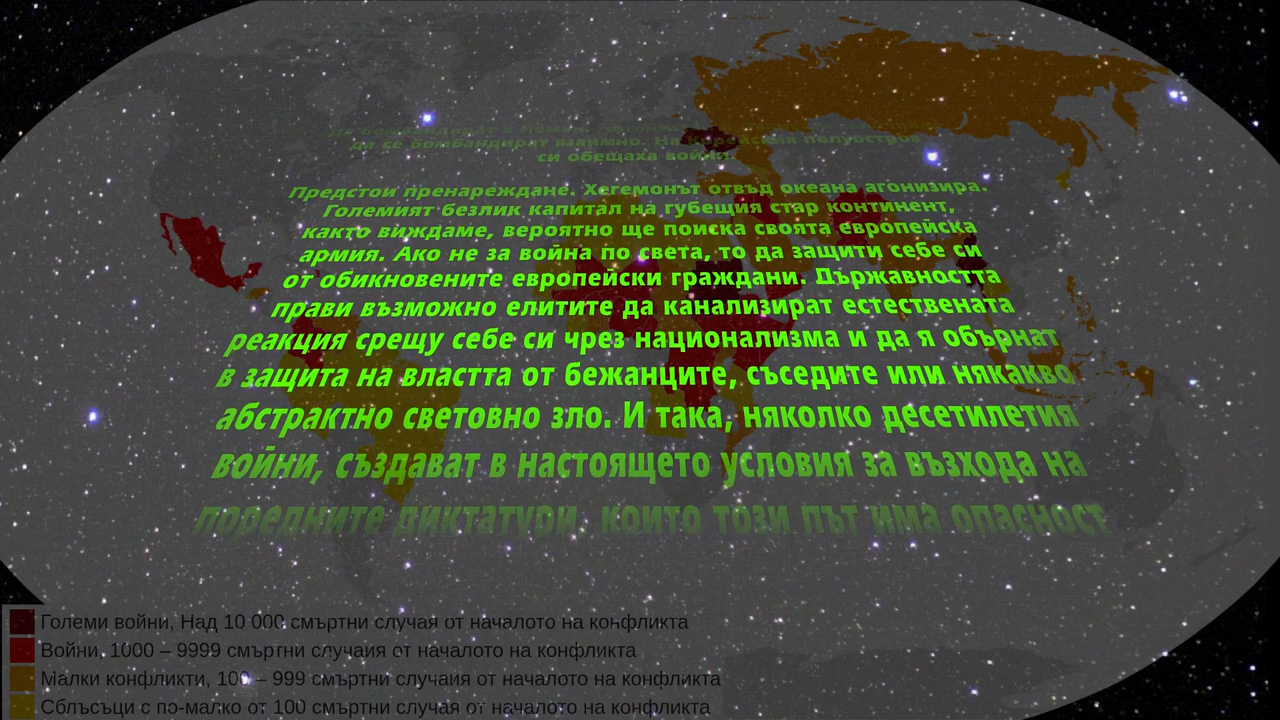 да се бомбандират взаимно. На Корейския полуостров
си обещаха война.
Предстои пренареждане. Хегемонът отвъд океана агонизира.
Големият безлик капитал на губещия стар континент,
както виждаме, вероятно ще поиска своята европейска
армия. Ако не за война по света, то да защити себе си
от обикновените европейски граждани. Държавността
прави възможно елитите да канализират естествената
реакция срещу себе си чрез национализма и да я обърнат
в защита на властта от бежанците, съседите или някакво
абстрактно световно зло. И така, няколко десетилетия
войни, създават в настоящето условия за възхода на
поредните диктатури, които този път има опасност
Големи войни, Над 10 000 смъртни случая от началото на конфликта
Войни, 1000 – 9999 смъртни случаия от началото на конфликта
Малки конфликти, 100 – 999 смъртни случаия от началото на конфликта
Сблъсъци с по-малко от 100 смъртни случая от началото на конфликта